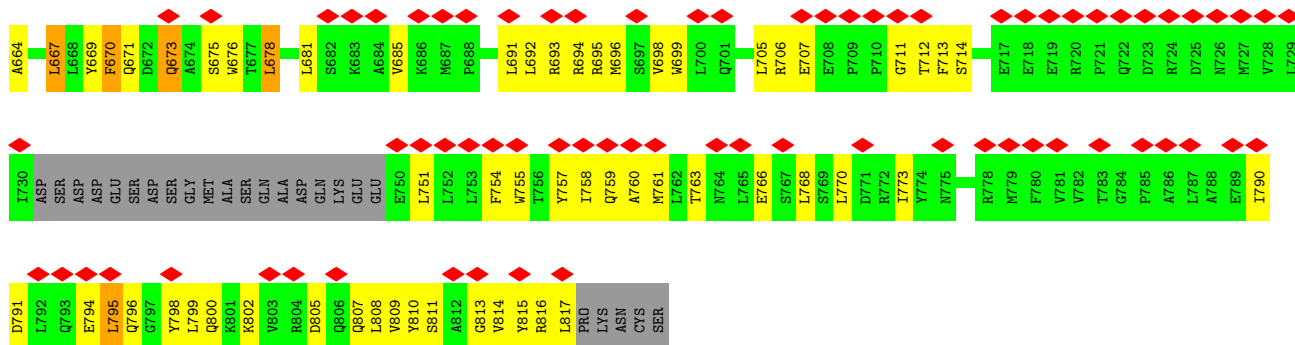 A664 L667 L668 Y669 F670 Q671 D672 Q673 A674 S675 W676 T677 L678 L681 S682 K683 A684 V685 K686 M687 P688 L691 L692 R693 R694 R695 M696 S697 V698 W699 L700 Q701 L705 R706 E707 E708 P709 P710 G711 T712 F713 S714 E717 E718 E719 R720 P721 Q722 D723 R724 D725 N726 M727 V728 L729
I730 ASP SER ASP ASP GLU SER ASP SER GLY MET ALA SER GLN ALA ASP GLN LYS GLU GLU E750 L751 L752 L753 F754 W755 T756 Y757 I758 Q759 A760 M761 L762 T763 N764 L765 E766 S767 L768 S769 L770 D771 R772 I773 Y774 N775 R778 M779 F780 V781 V782 T783 G784 P785 A786 L787 A788 E789 I790
D791 L792 Q793 E794 L795 Q796 G797 Y798 L799 Q800 K801 K802 V803 R804 D805 Q806 Q807 L808 V809 Y810 S811 A812 G813 V814 Y815 R816 L817 PRO LYS ASN CYS SER